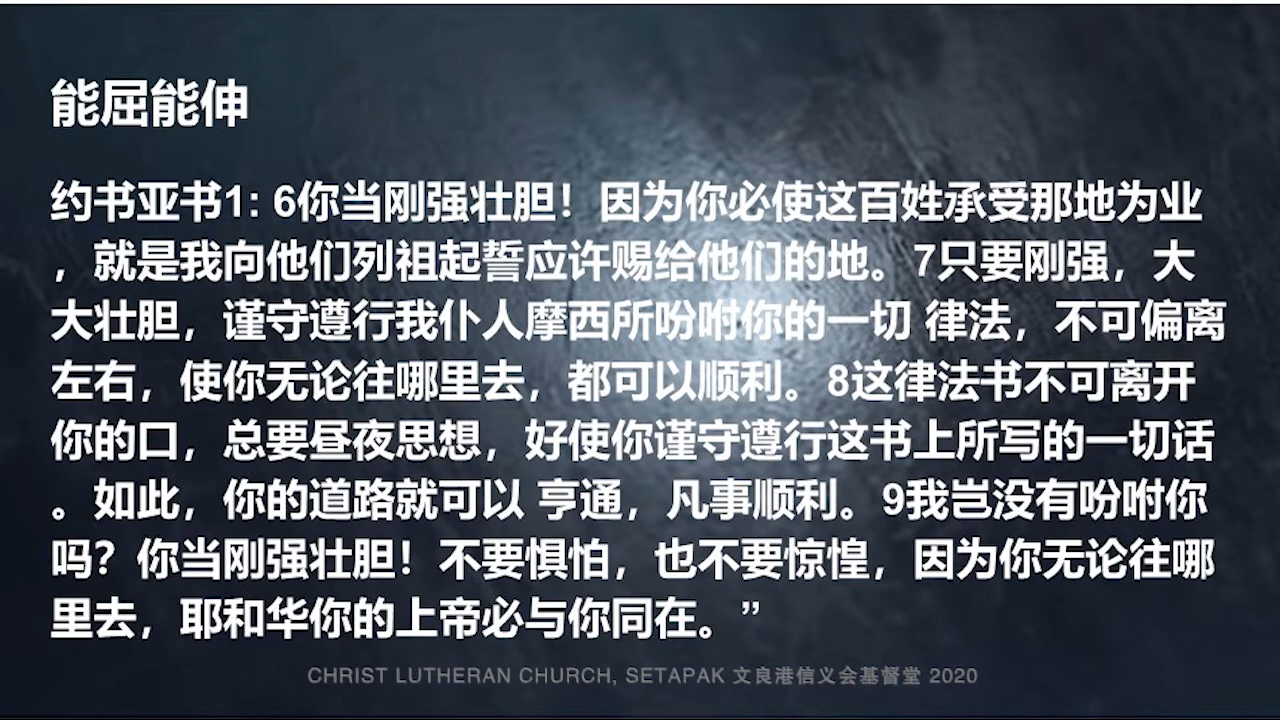 能屈能伸
约书亚书1: 6你当刚强壮胆！因为你必使这百姓承受那地为业
，就是我向他们列祖起誓应许赐给他们的地。7只要刚强，大
大壮胆，谨守遵行我仆人摩西所吩咐你的一切 律法，不可偏离
左右，使你无论往哪里去，都可以顺利。8这律法书不可离开
你的口，总要昼夜思想，好使你谨守遵行这书上所写的一切话
。如此，你的道路就可以 亨通，凡事顺利。9我岂没有吩咐你
吗？你当刚强壮胆！不要惧怕，也不要惊惶，因为你无论往哪
里去，耶和华你的上帝必与你同在。”
CHRIST LUTHERAN CHURCH, SETAPAK 文良港信义会基督堂 2020